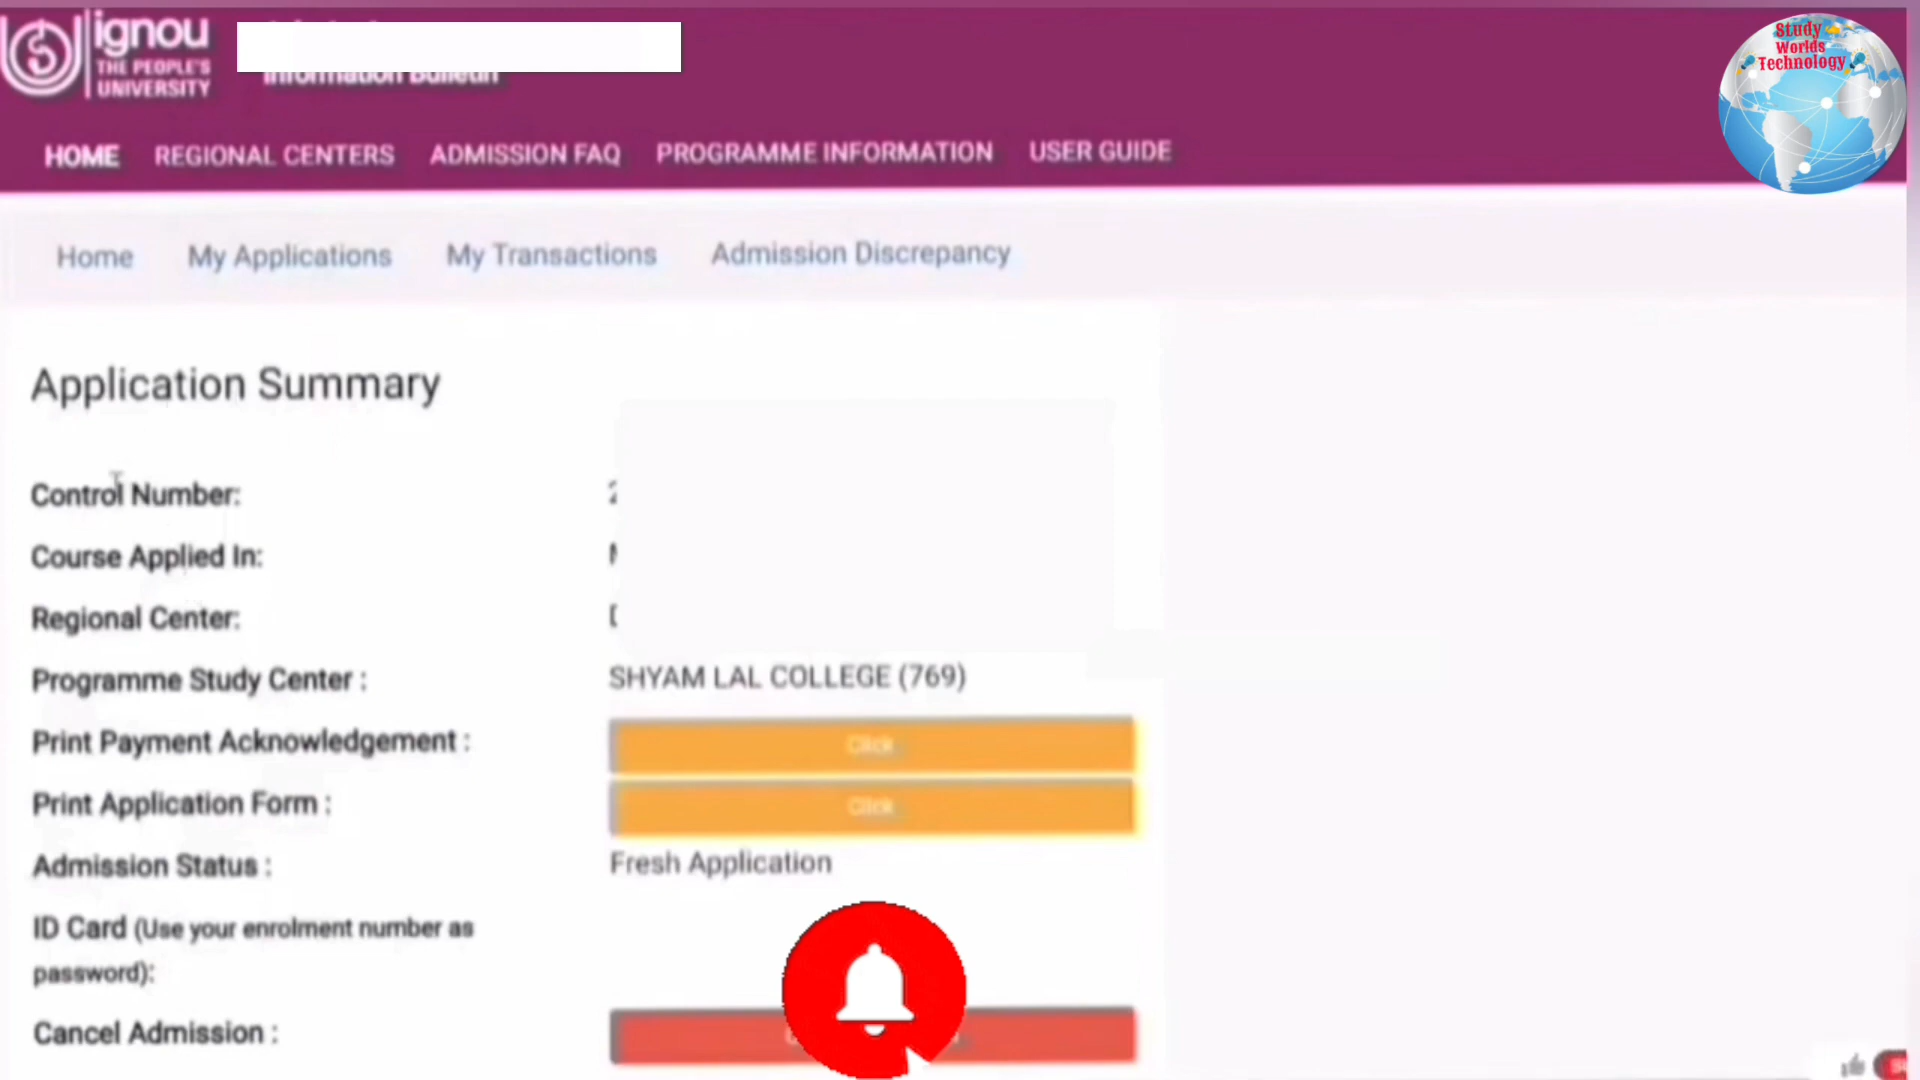 ignou
THE PEOPLE'S
UNIVERSITY
Information Bulletin
Study
Worlds
Technology
HOME REGIONAL CENTERS ADMISSION FAQ PROGRAMME INFORMATION USER GUIDE
Home My Applications My Transactions Admission Discrepancy
Application Summary
Control Number:
Course Applied In:
Regional Center:
Programme Study Center : SHYAM LAL COLLEGE (769)
Print Payment Acknowledgement : Click
Print Application Form : Click
Admission Status : Fresh Application
ID Card (Use your enrolment number as
password):
Cancel Admission :